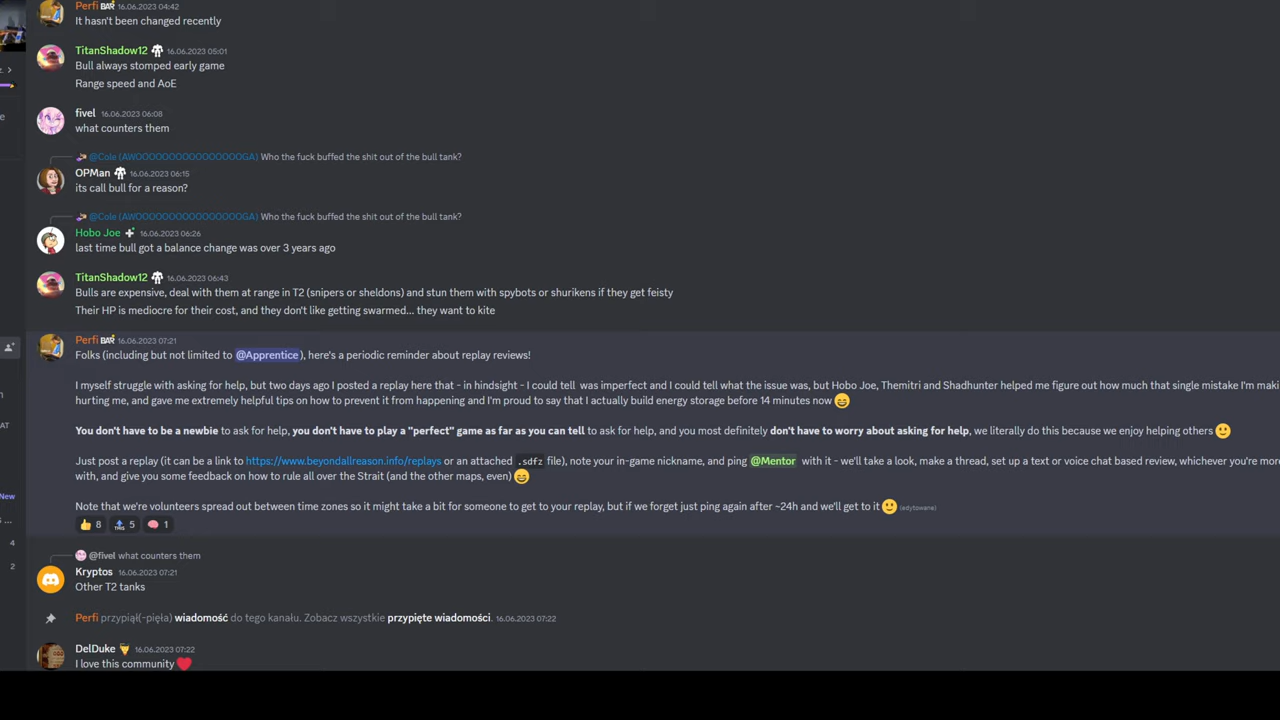 Perfi BAR 16.06.2023 04:42
It hasn't been changed recently
TitanShadow12 16.06.2023 05:01
Bull always stomped early game
Range speed and AoE
fivel 16.06.2023 06:08
what counters them
@Cole (AWOOOOOOOOOOOOOOOOGA) Who the fuck buffed the shit out of the bull tank?
OPMan 16.06.2023 06:15
its call bull for a reason?
@Cole (AWOOOOOOOOOOOOOOOOGA) Who the fuck buffed the shit out of the bull tank?
Hobo Joe 16.06.2023 06:26
last time bull got a balance change was over 3 years ago
TitanShadow12 16.06.2023 06:43
Bulls are expensive, deal with them at range in T2 (snipers or sheldons) and stun them with spybots or shurikens if they get feisty
Their HP is mediocre for their cost, and they don't like getting swarmed... they want to kite
Perfi BAR 16.06.2023 07:21
Folks (including but not limited to @Apprentice), here's a periodic reminder about replay reviews!
I myself struggle with asking for help, but two days ago I posted a replay here that - in hindsight - I could tell was imperfect and I could tell what the issue was, but Hobo Joe, Themitri and Shadhunter helped me figure out how much that single mistake I'm maki
hurting me, and gave me extremely helpful tips on how to prevent it from happening and I'm proud to say that I actually build energy storage before 14 minutes now 😄
You don't have to be a newbie to ask for help, you don't have to play a "perfect" game as far as you can tell to ask for help, and you most definitely don't have to worry about asking for help, we literally do this because we enjoy helping others 🙂
Just post a replay (it can be a link to https://www.beyondallreason.info/replays or an attached .sdfz file), note your in-game nickname, and ping @Mentor with it - we'll take a look, make a thread, set up a text or voice chat based review, whichever you're more
with, and give you some feedback on how to rule all over the Strait (and the other maps, even) 😄
Note that we're volunteers spread out between time zones so it might take a bit for someone to get to your replay, but if we forget just ping again after ~24h and we'll get to it 🙂 (edytowane)
👍 8 THIS 5 🧠 1
New
4
2
@fivel what counters them
Kryptos 16.06.2023 07:21
Other T2 tanks
Perfi przypiął(-pięła) wiadomość do tego kanału. Zobacz wszystkie przypięte wiadomości. 16.06.2023 07:22
DelDuke 16.06.2023 07:22
I love this community ❤️